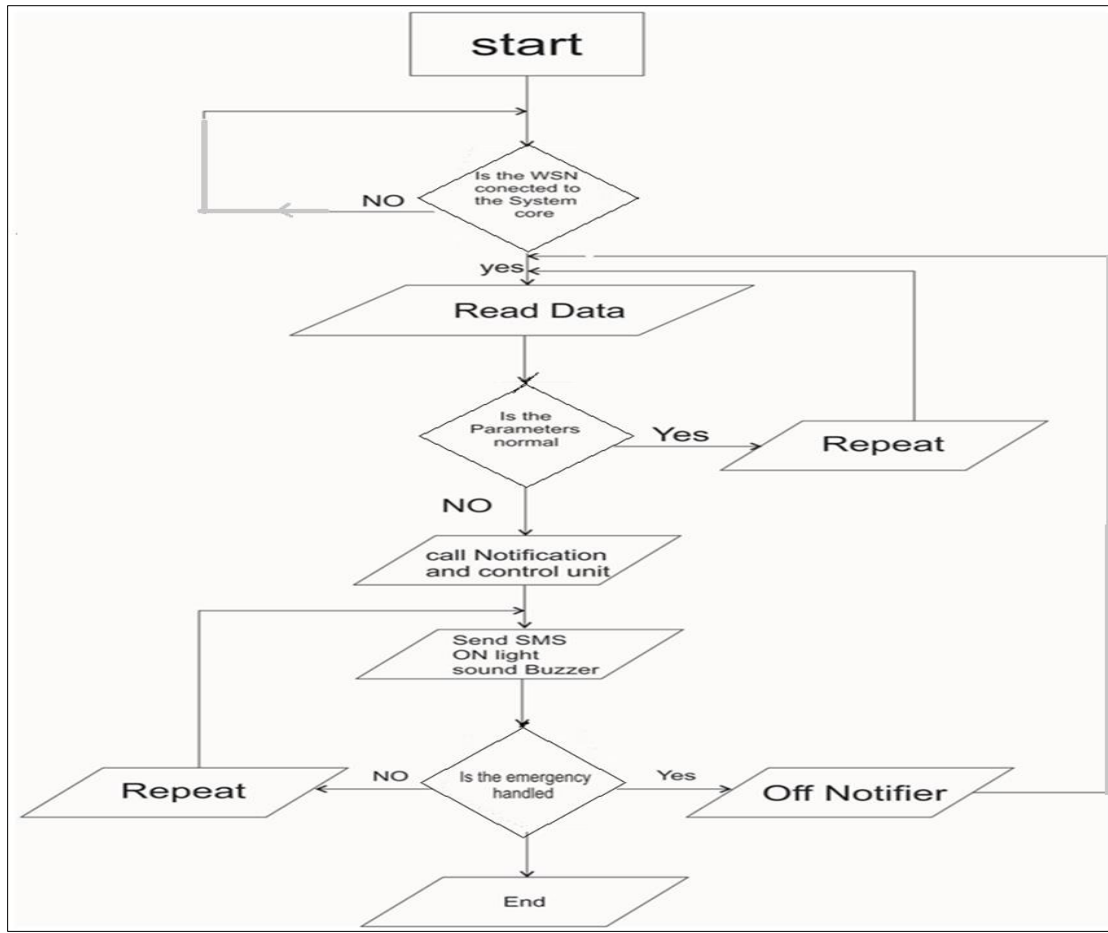 start
Is the WSN
conected to
the System
core
NO
yes
Read Data
Is the
Parameters
normal
Yes
Repeat
NO
call Notification
and control unit
Send SMS
ON light
sound Buzzer
Is the emergency
handled
NO
Repeat
Yes
Off Notifier
End